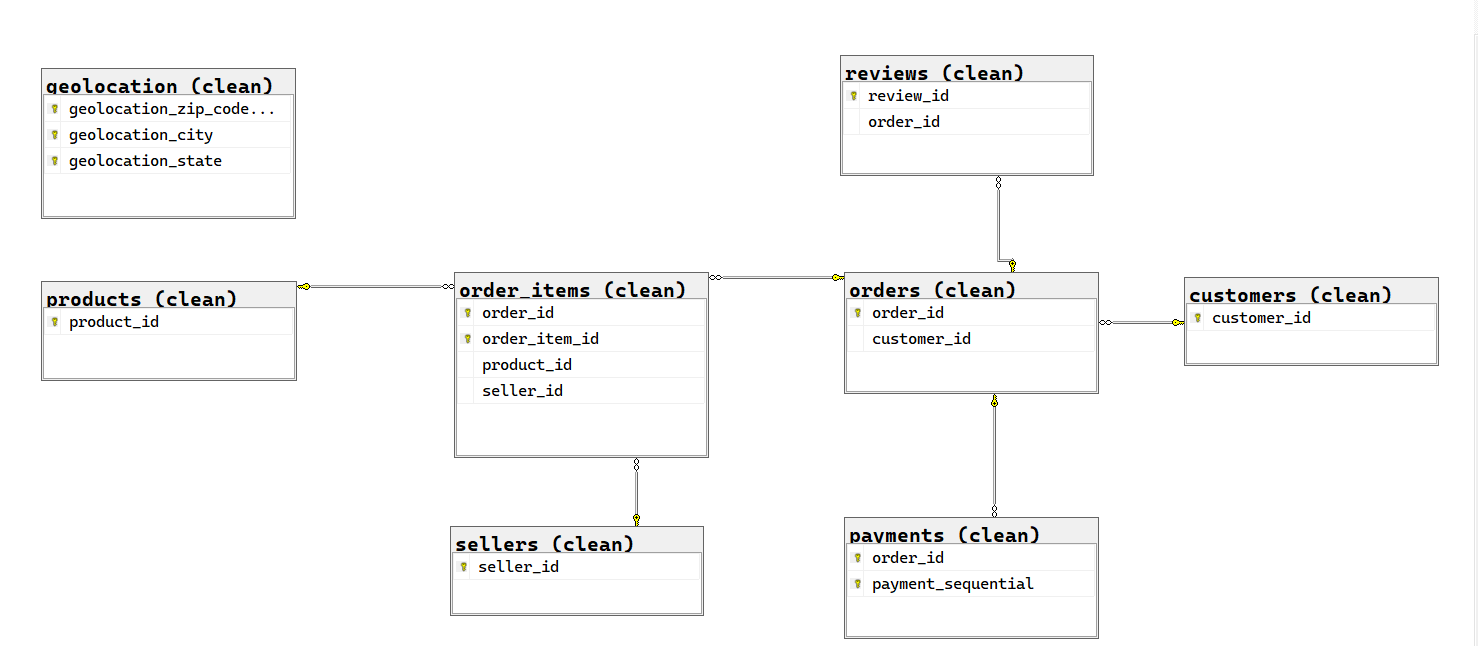 geolocation (clean)
geolocation_zip_code...
geolocation_city
geolocation_state
reviews (clean)
review_id
order_id
products (clean)
product_id
order_items (clean)
order_id
order_item_id
product_id
seller_id
orders (clean)
order_id
customer_id
customers (clean)
customer_id
sellers (clean)
seller_id
payments (clean)
order_id
payment_sequential